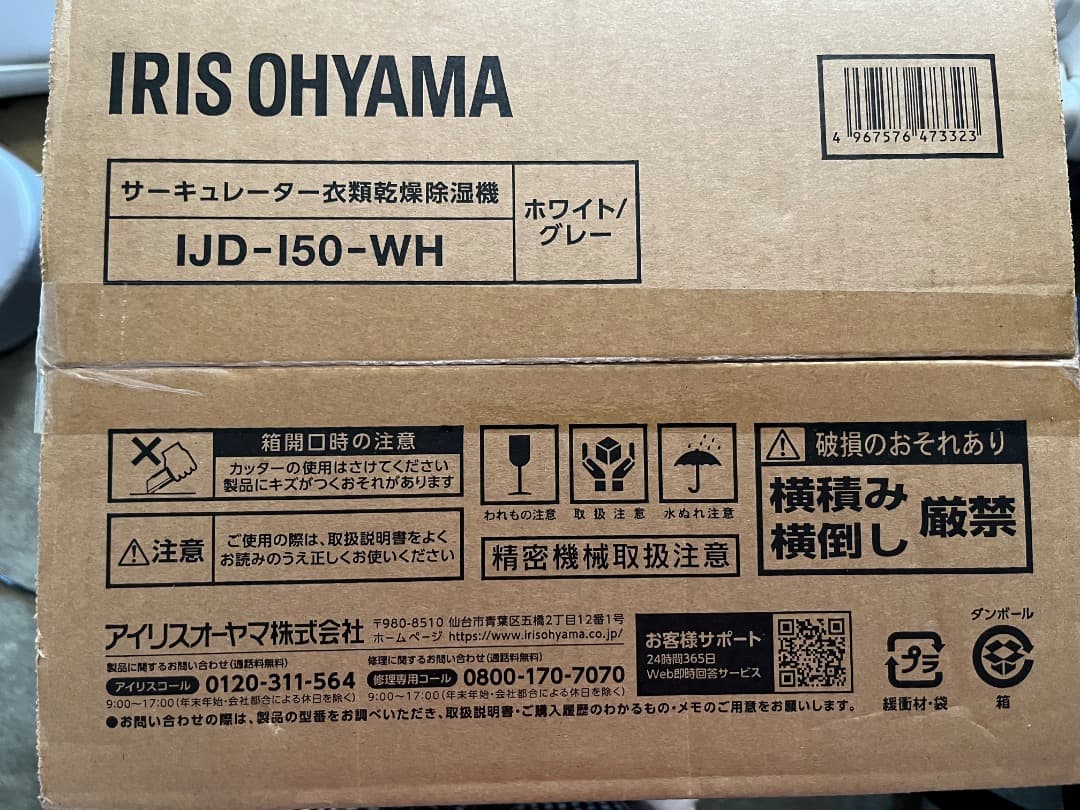 IRIS OHYAMA
4 967576 473323
サーキュレーター衣類乾燥除湿機
IJD-I50-WH
ホワイト/
グレー
箱開口時の注意
カッターの使用はさけてください
製品にキズがつくおそれがあります
注意
ご使用の際は、取扱説明書をよく
お読みのうえ正しくお使いください
われもの注意
取扱注意
水ぬれ注意
精密機械取扱注意
破損のおそれあり
横積み
横倒し
厳禁
アイリスオーヤマ株式会社
〒980-8510 仙台市青葉区五橋2丁目12番1号
ホームページ https://www.irisohyama.co.jp/
製品に関するお問い合わせ(通話料無料)
アイリスコール 0120-311-564
9:00~17:00(年末年始・会社都合による休日を除く)
修理に関するお問い合わせ(通話料無料)
修理専用コール 0800-170-7070
9:00~17:00(年末年始・会社都合による休日を除く)
●お問い合わせの際は、製品の型番をお調べいただき、取扱説明書・ご購入履歴のわかるもの・メモのご用意をお願いします。
お客様サポート
24時間365日
Web即時回答サービス
プラ
緩衝材・袋
ダンボール
箱